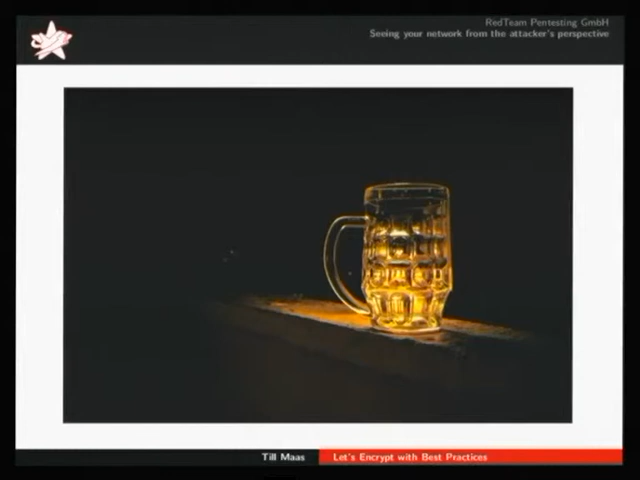 RedTeam Pentesting GmbH
Seeing your network from the attacker's perspective
Till Maas
Let's Encrypt with Best Practices